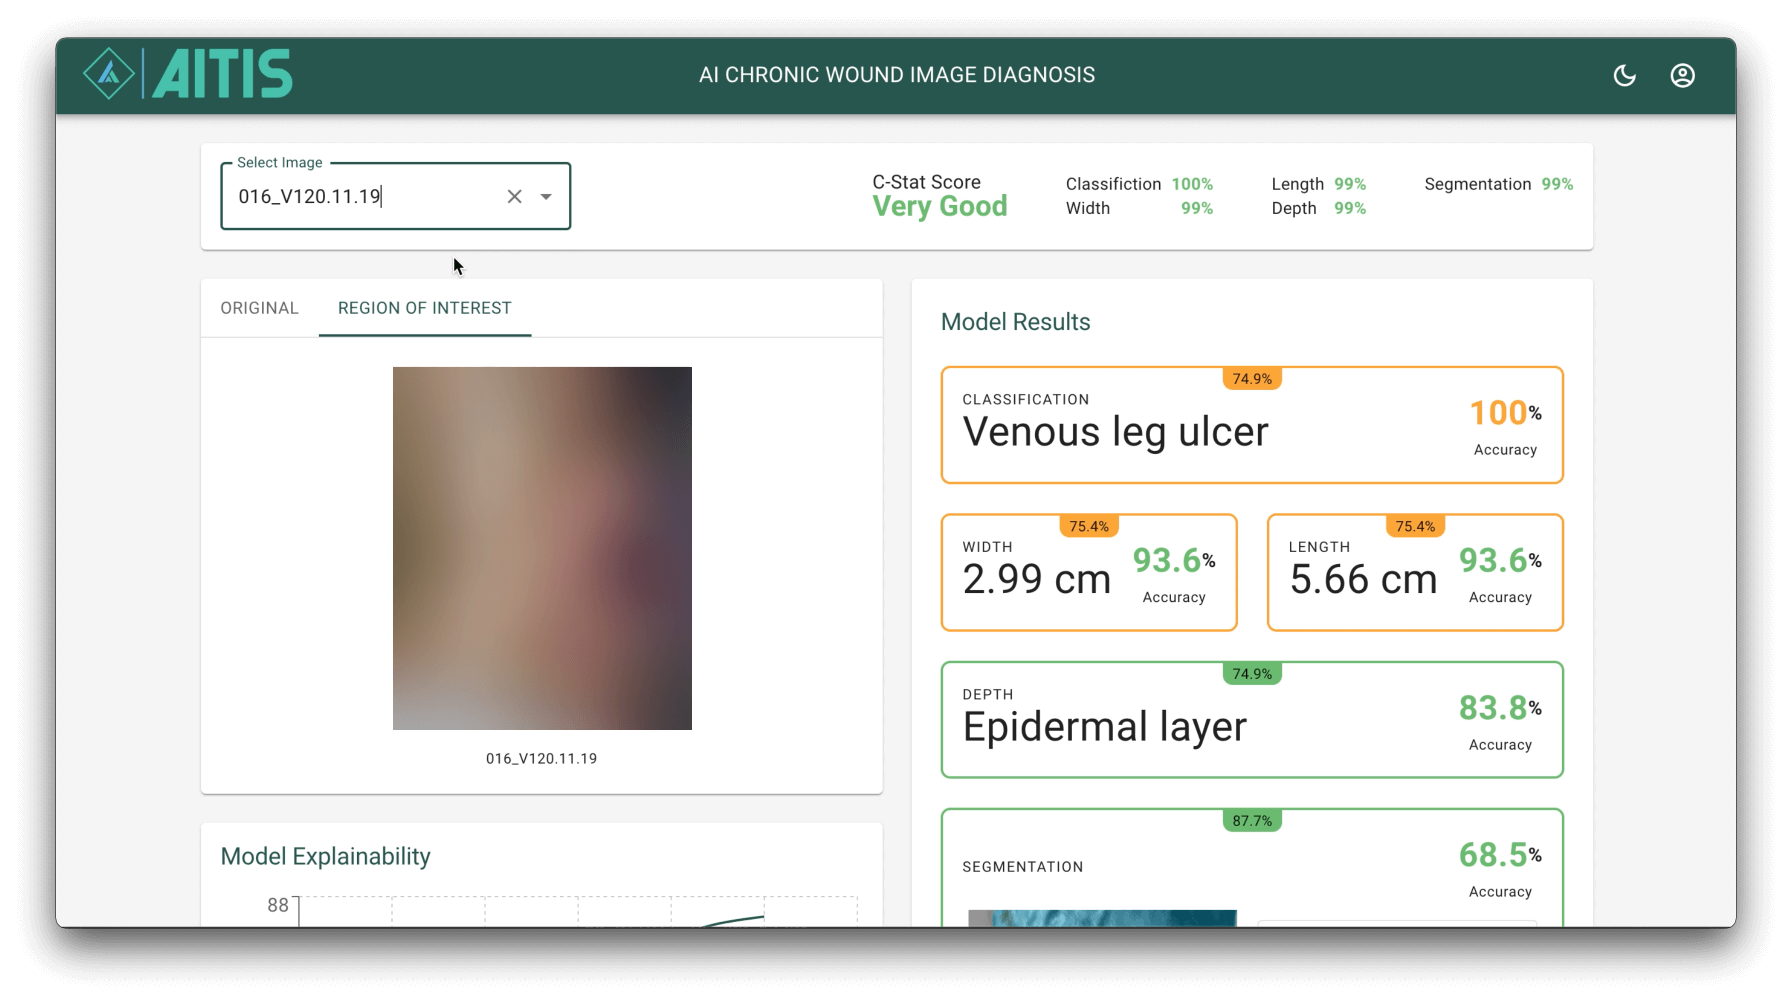 AITIS
AI CHRONIC WOUND IMAGE DIAGNOSIS
Select Image
016_V120.11.19
C-Stat Score
Very Good
Classifiction 100%
Width 99%
Length 99%
Depth 99%
Segmentation 99%
ORIGINAL
REGION OF INTEREST
016_V120.11.19
Model Explainability
88
Model Results
74.9%
CLASSIFICATION
Venous leg ulcer
100%
Accuracy
75.4%
WIDTH
2.99 cm
93.6%
Accuracy
75.4%
LENGTH
5.66 cm
93.6%
Accuracy
74.9%
DEPTH
Epidermal layer
83.8%
Accuracy
87.7%
SEGMENTATION
68.5%
Accuracy